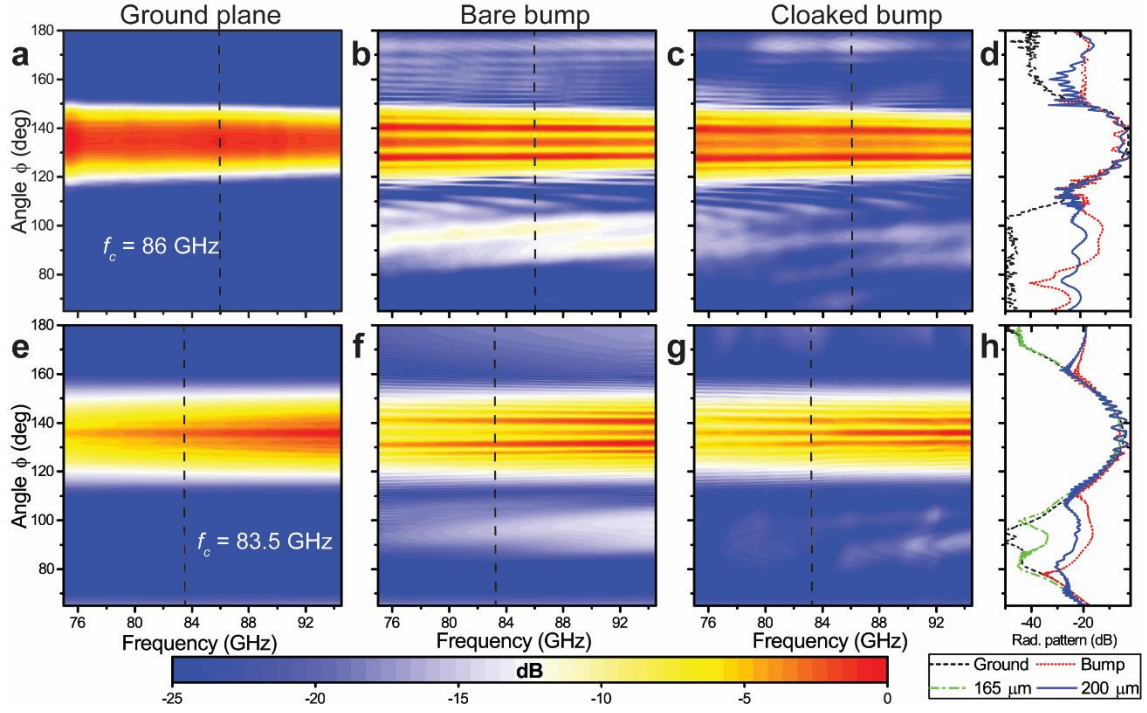 Ground plane
Bare bump
Cloaked bump
a
b
c
d
180
160
140
120
100
80
Angle ϕ (deg)
f_c = 86 GHz
e
f
g
h
180
160
140
120
100
80
Angle ϕ (deg)
f_c = 83.5 GHz
76 80 84 88 92
76 80 84 88 92
76 80 84 88 92
-40 -20
Frequency (GHz)
Frequency (GHz)
Frequency (GHz)
Rad. pattern (dB)
dB
-25 -20 -15 -10 -5 0
Ground Bump
165 μm 200 μm